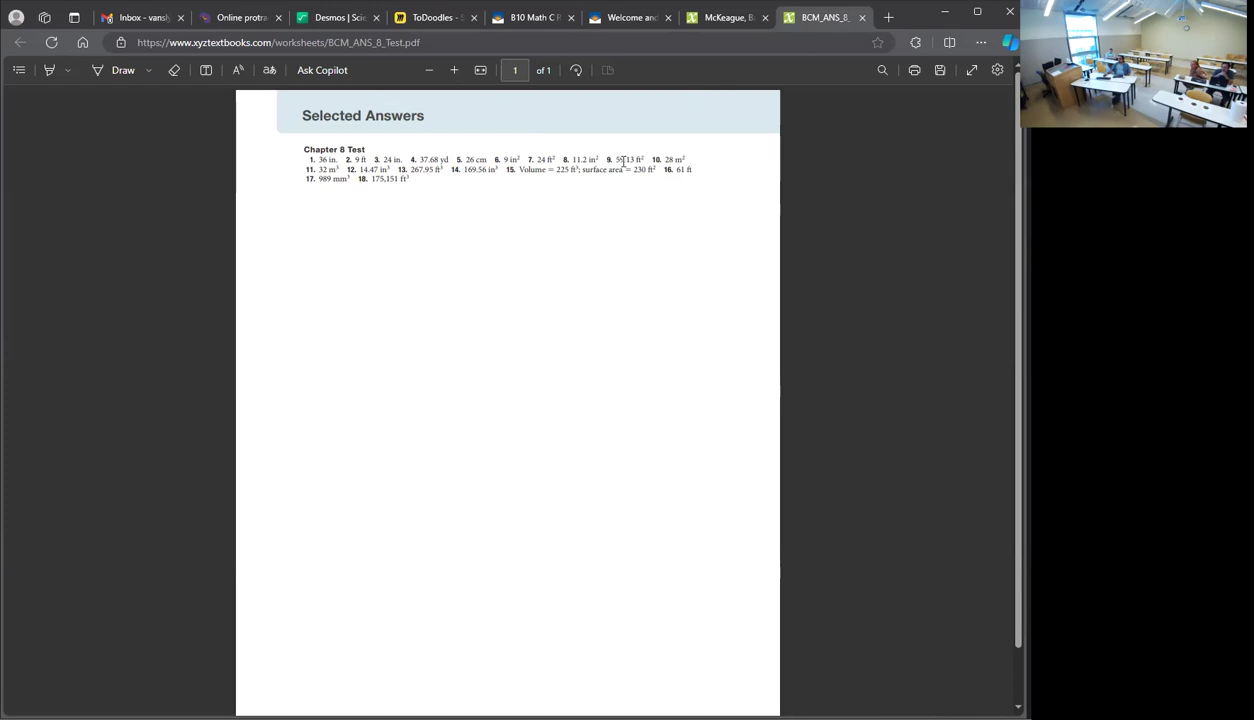 Inbox - vansly
Online protra
Desmos | Scie
ToDoodles - S
B10 Math C P
Welcome and
McKeague, Ba
BCM_ANS_8_
https://www.xyztextbooks.com/worksheets/BCM_ANS_8_Test.pdf
Draw
Ask Copilot
1 of 1
Selected Answers
Chapter 8 Test
1. 36 in. 2. 9 ft 3. 24 in. 4. 37.68 yd 5. 26 cm 6. 9 in² 7. 24 ft² 8. 11.2 in² 9. 13 ft² 10. 28 m²
11. 32 m³ 12. 14.47 in³ 13. 267.95 ft³ 14. 169.56 in³ 15. Volume = 225 ft³; surface area = 230 ft² 16. 61 ft
17. 989 mm³ 18. 175,151 ft³